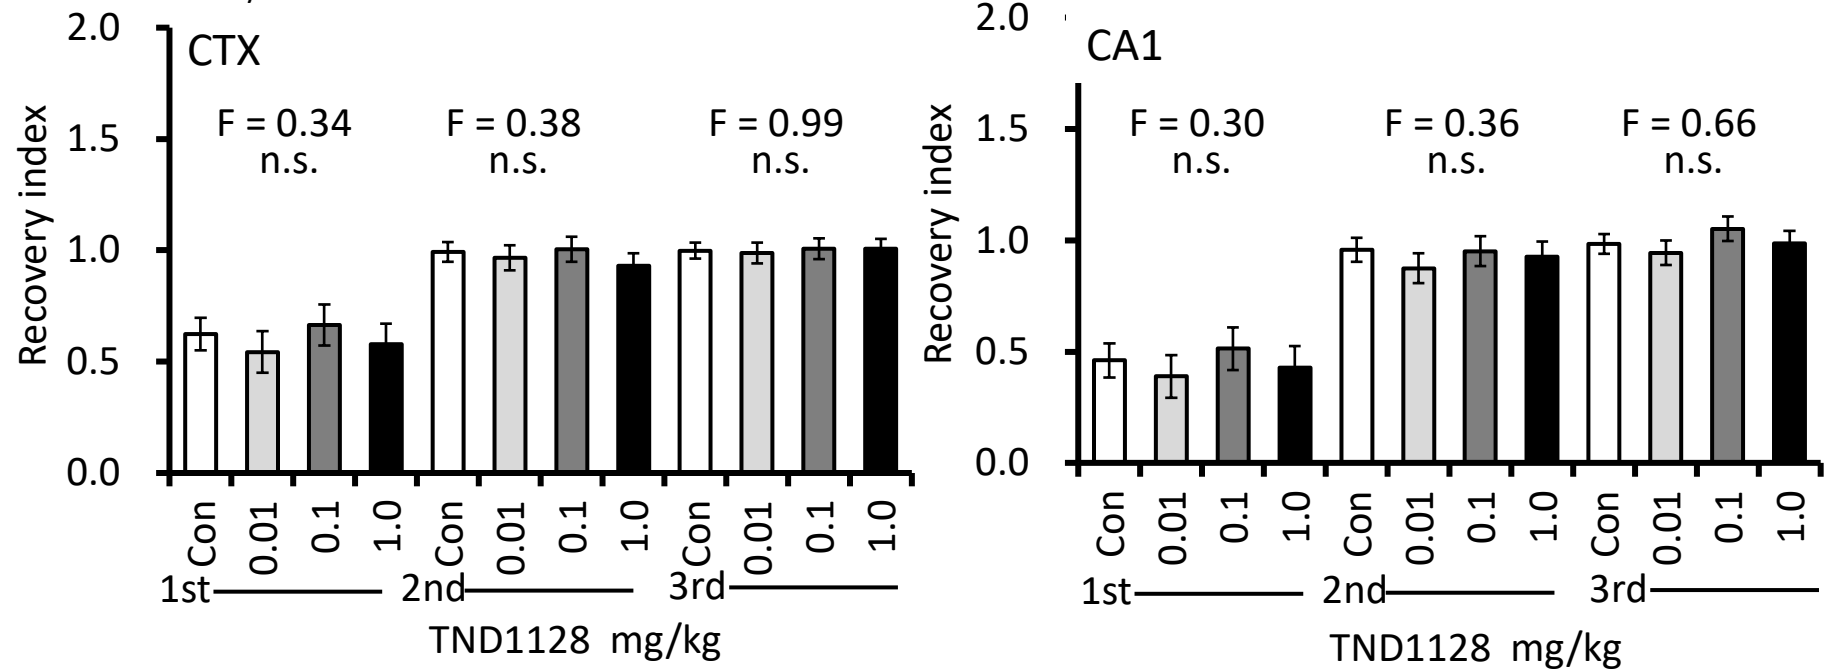 CTX
Recovery index
2.0
1.5
1.0
0.5
0.0
F = 0.34
n.s.
F = 0.38
n.s.
F = 0.99
n.s.
Con
0.01
0.1
1.0
Con
0.01
0.1
1.0
Con
0.01
0.1
1.0
1st
2nd
3rd
TND1128 mg/kg
CA1
Recovery index
2.0
1.5
1.0
0.5
0.0
F = 0.30
n.s.
F = 0.36
n.s.
F = 0.66
n.s.
Con
0.01
0.1
1.0
Con
0.01
0.1
1.0
Con
0.01
0.1
1.0
1st
2nd
3rd
TND1128 mg/kg